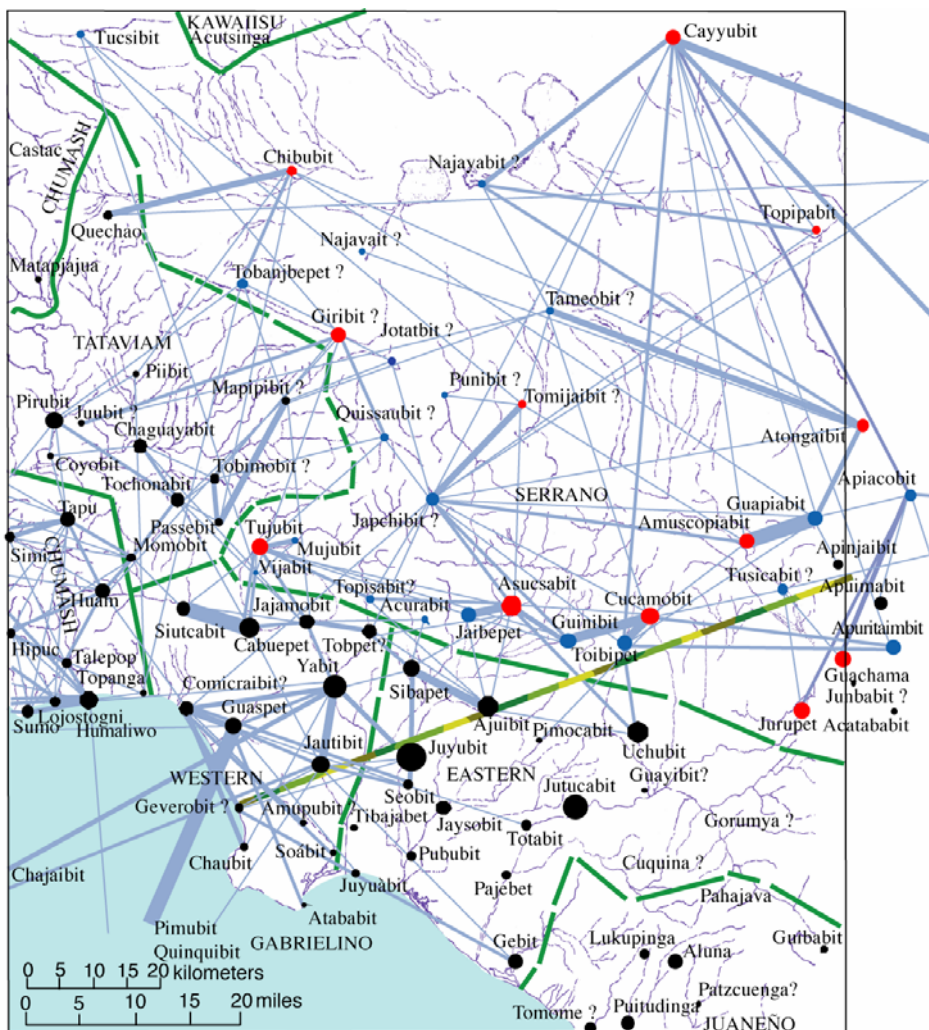 KAWAIISU
Acutsinga
Tucsibit
Cayyubit
Castac
CHUMASH
Chibubit
Najayabit ?
Topipabit
Quechao
Najavait ?
Matapjajua
Tobanjbepet ?
Tameobit ?
Giribit ?
Jotatbit ?
TATAVIAM
Piibit
Mapipibit ?
Punibit ?
Tomijaibit ?
Pirubit
Juubit ?
Quissaubit ?
Chaguayabit
Atongaibit
Coyobit
Tobimobit ?
Apiacobit
Tochonabit
SERRANO
Guapiabit
Tapu
Passebit
Japchibit ?
Amuscopiabit
Tujubit
Simi
Momobit
Mujubit
Apinjaibit
CHUMASH
Vijabit
Topisabit?
Asucsabit
Tusicabit ?
Huam
Jajamobit
Acurabit
Cucamobit
Apuimabit
Siutcabit
Cabuepet
Jaibepet
Guinibit
Apuritaimbit
Hipuc
Tobpet?
Toibipet
Talepop
Yabit
Guachama
Topanga
Comicraibit?
Sibapet
Junbabit ?
Lojostogni
Guaspet
Ajuibit
Pimocabit
Jurupet
Acatababit
Sumo
Humaliwo
Uchubit
Jautibit
Juyubit
WESTERN
EASTERN
Guayibit?
Seobit
Jutucabit
Geverobit ?
Amupubit ?
Tibajabet
Jaysobit
Gorumya ?
Totabit
Chaubit
Soabit
Pububit
Cuquina ?
Chajaibit
Juyuabit
Pajebet
Pahajava
Atababit
Pimubit
Quinquibit
GABRIELINO
Gebit
Lukupinga
Aluna
Guibabit
0 5 10 15 20 kilometers
Patzcuenga?
0 5 10 15 20 miles
Tomome ?
Puitudinga
JUANEÑO